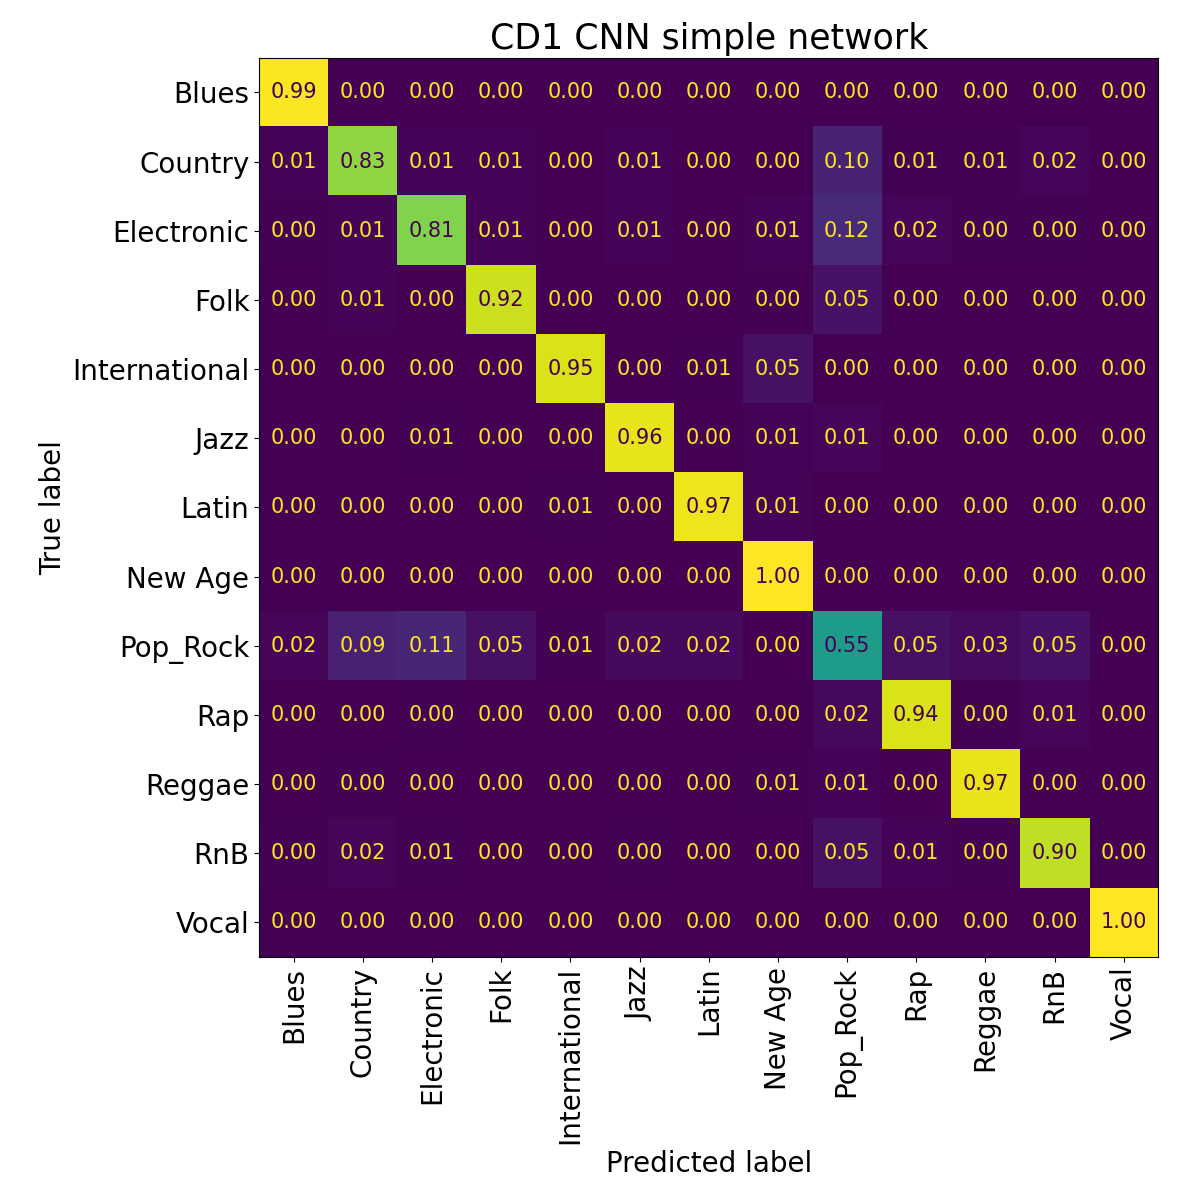 CD1 CNN simple network
Blues 0.99 0.00 0.00 0.00 0.00 0.00 0.00 0.00 0.00 0.00 0.00 0.00 0.00
Country 0.01 0.83 0.01 0.01 0.00 0.01 0.00 0.00 0.10 0.01 0.01 0.02 0.00
Electronic 0.00 0.01 0.81 0.01 0.00 0.01 0.00 0.01 0.12 0.02 0.00 0.00 0.00
Folk 0.00 0.01 0.00 0.92 0.00 0.00 0.00 0.00 0.05 0.00 0.00 0.00 0.00
International 0.00 0.00 0.00 0.00 0.95 0.00 0.01 0.05 0.00 0.00 0.00 0.00 0.00
Jazz 0.00 0.00 0.01 0.00 0.00 0.96 0.00 0.01 0.01 0.00 0.00 0.00 0.00
Latin 0.00 0.00 0.00 0.00 0.01 0.00 0.97 0.01 0.00 0.00 0.00 0.00 0.00
New Age 0.00 0.00 0.00 0.00 0.00 0.00 0.00 1.00 0.00 0.00 0.00 0.00 0.00
Pop_Rock 0.02 0.09 0.11 0.05 0.01 0.02 0.02 0.00 0.55 0.05 0.03 0.05 0.00
Rap 0.00 0.00 0.00 0.00 0.00 0.00 0.00 0.00 0.02 0.94 0.00 0.01 0.00
Reggae 0.00 0.00 0.00 0.00 0.00 0.00 0.00 0.01 0.01 0.00 0.97 0.00 0.00
RnB 0.00 0.02 0.01 0.00 0.00 0.00 0.00 0.00 0.05 0.01 0.00 0.90 0.00
Vocal 0.00 0.00 0.00 0.00 0.00 0.00 0.00 0.00 0.00 0.00 0.00 0.00 1.00
True label
Blues Country Electronic Folk International Jazz Latin New Age Pop_Rock Rap Reggae RnB Vocal
Predicted label